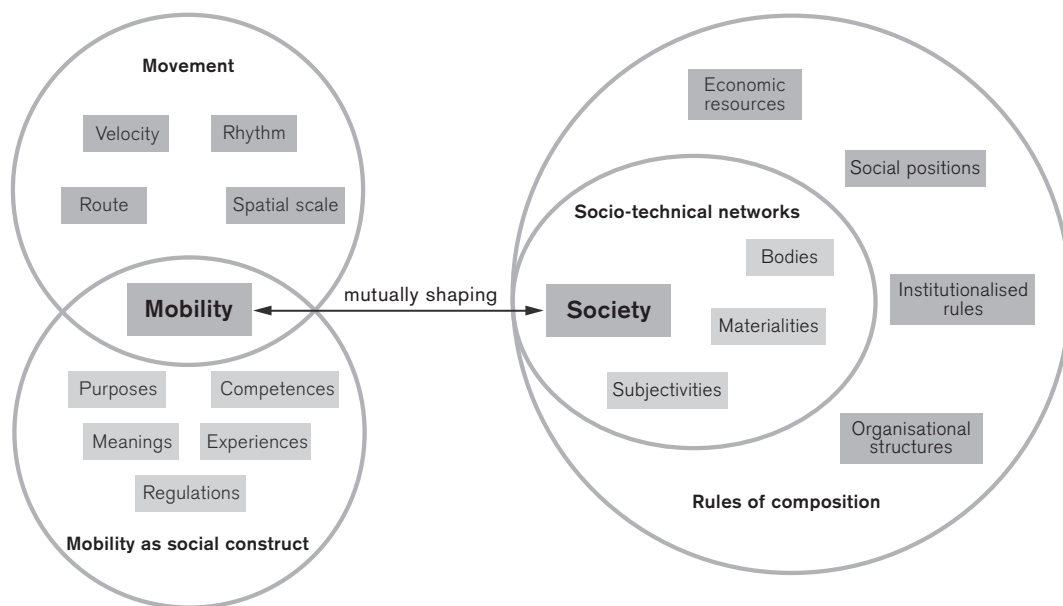 Movement
Velocity
Rhythm
Route
Spatial scale
Mobility
Purposes
Competences
Meanings
Experiences
Regulations
Mobility as social construct
mutually shaping
Economic
resources
Social positions
Socio-technical networks
Bodies
Society
Materialities
Subjectivities
Institutionalised
rules
Organisational
structures
Rules of composition